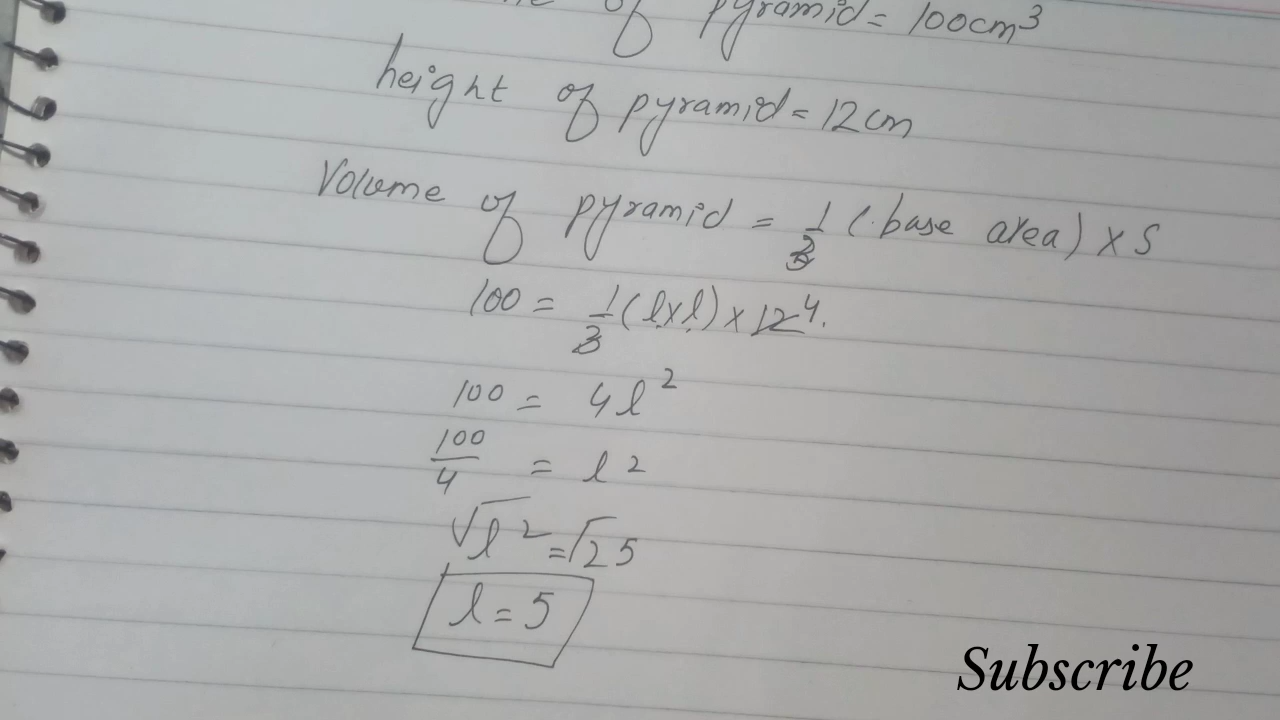 of pyramid = 100cm³
height of pyramid = 12cm
Volume of pyramid = 1/3 (base area) × S
100 = 1/3 (l×l) × 12 4.
100 = 4l²
100/4 = l²
√l² = √25
l = 5
Subscribe